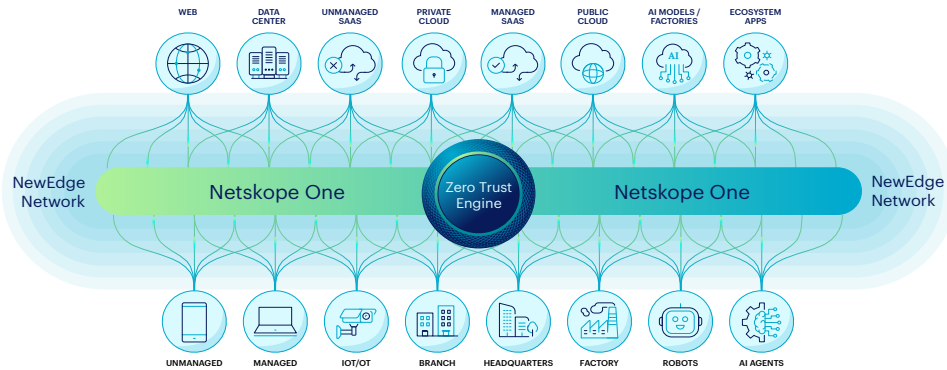 WEB
DATA
CENTER
UNMANAGED
SAAS
PRIVATE
CLOUD
MANAGED
SAAS
PUBLIC
CLOUD
AI MODELS /
FACTORIES
ECOSYSTEM
APPS
AI
NewEdge
Network
Netskope One
Zero Trust
Engine
Netskope One
NewEdge
Network
UNMANAGED
MANAGED
IOT/OT
BRANCH
HEADQUARTERS
FACTORY
ROBOTS
AI AGENTS